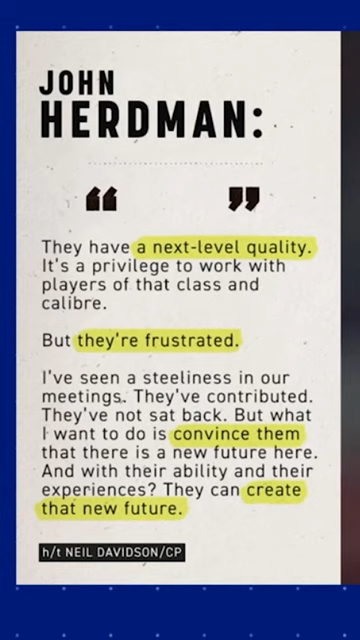 JOHN
HERDMAN:
“ ”
They have a next-level quality.
It's a privilege to work with
players of that class and
calibre.
But they're frustrated.
I've seen a steeliness in our
meetings. They've contributed.
They've not sat back. But what
I want to do is convince them
that there is a new future here.
And with their ability and their
experiences? They can create
that new future.
h/t NEIL DAVIDSON/CP